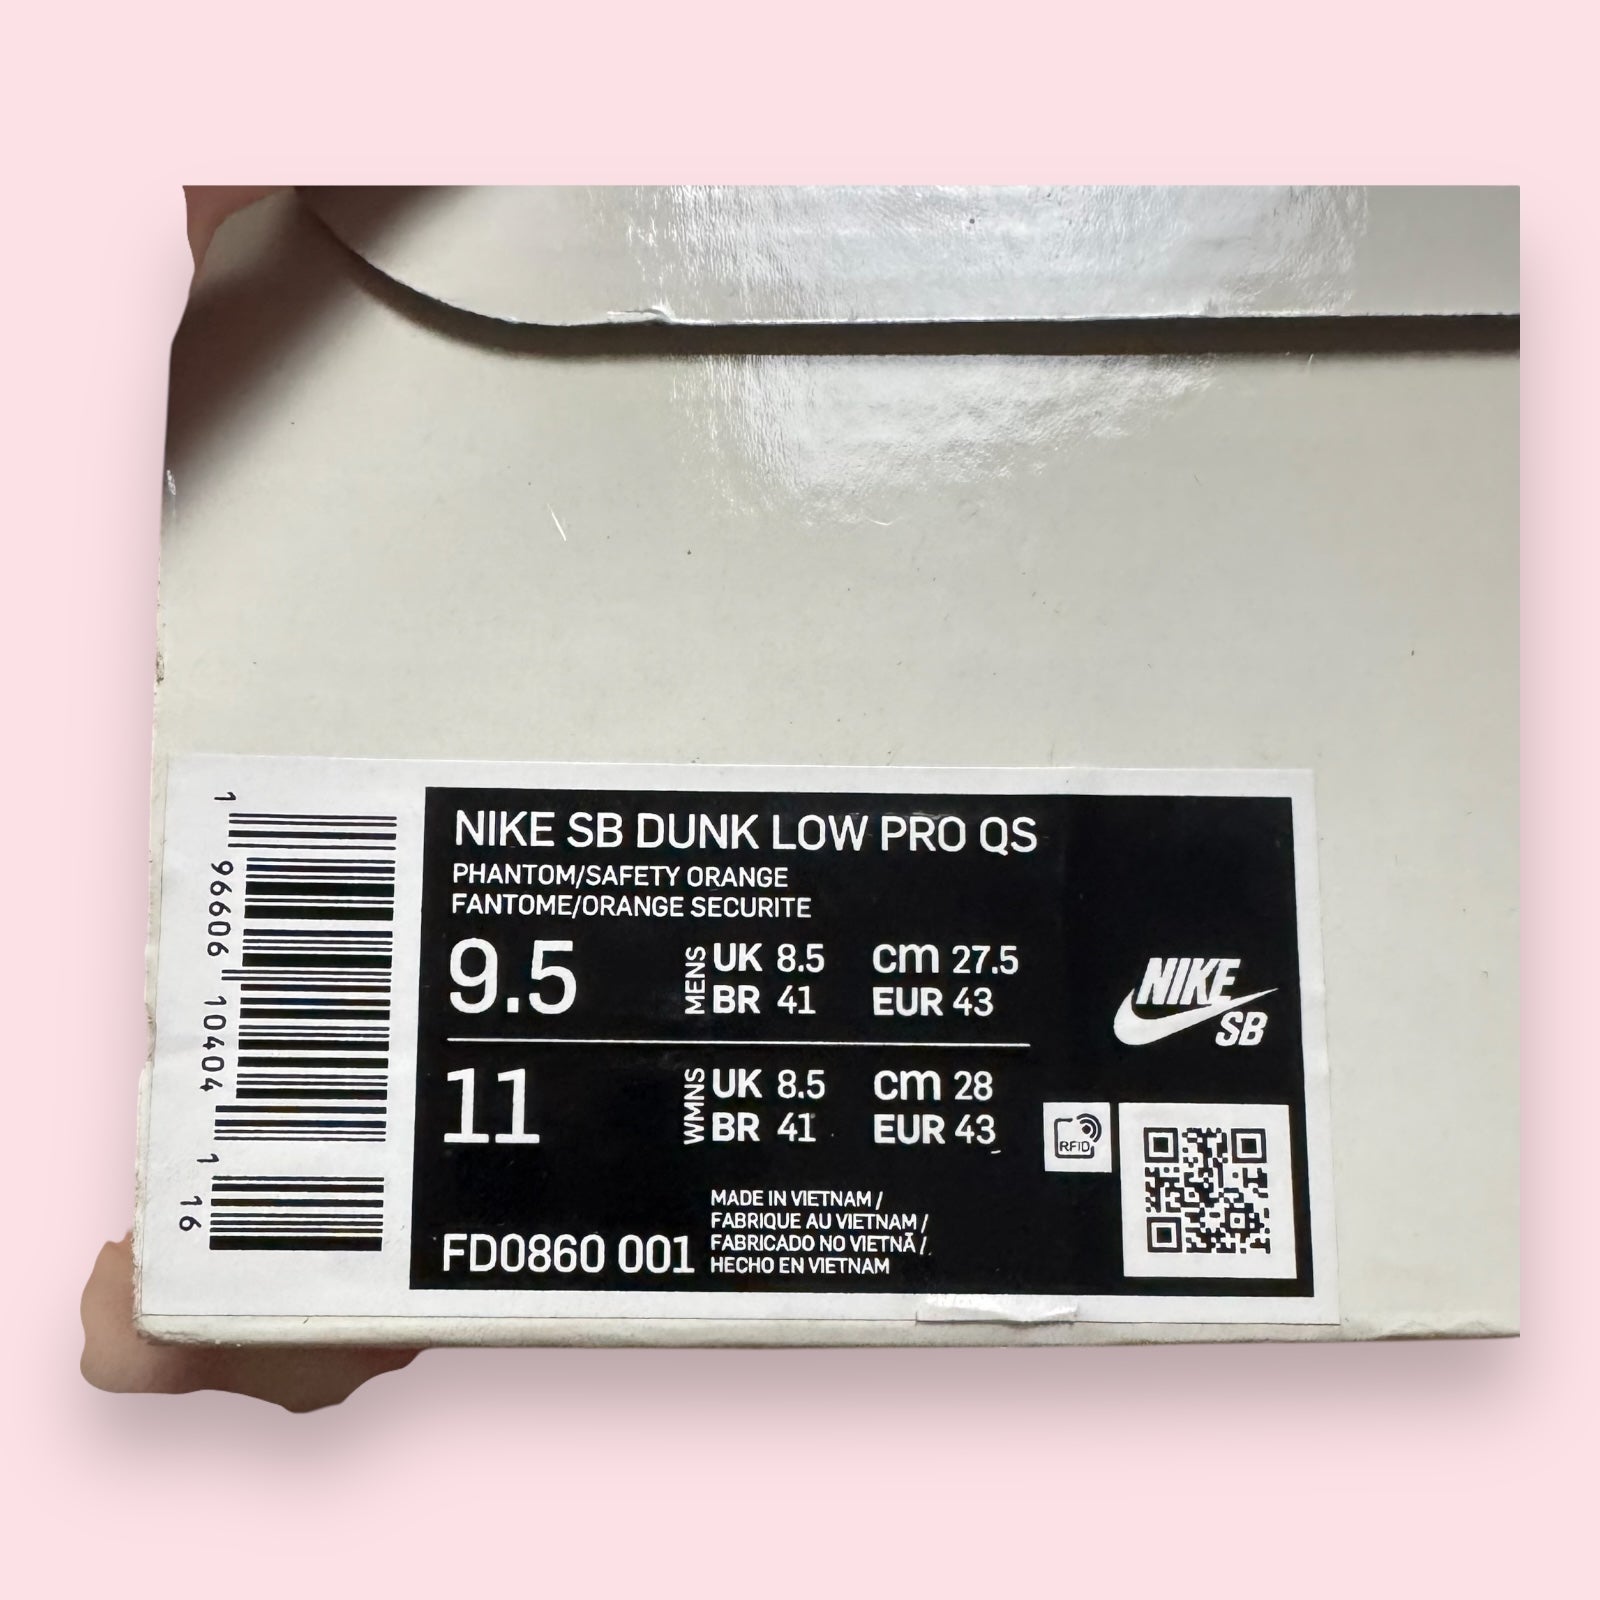 NIKE SB DUNK LOW PRO QS
PHANTOM/SAFETY ORANGE
FANTOME/ORANGE SECURITE
9.5 MENS UK 8.5 cm 27.5
BR 41 EUR 43
11 WMNS UK 8.5 cm 28
BR 41 EUR 43
NIKE
SB
RFID
MADE IN VIETNAM /
FABRIQUE AU VIETNAM /
FABRICADO NO VIETNÃ /
HECHO EN VIETNAM
FD0860 001
1 96606 10404 1 16